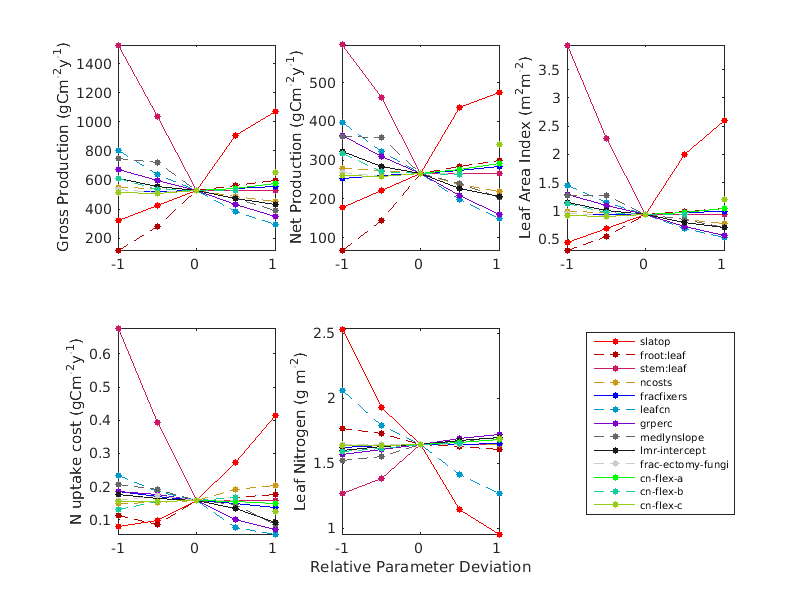 Gross Production (gCm⁻²y⁻¹)
1400
1200
1000
800
600
400
200
-1 0 1
Net Production (gCm⁻²y⁻¹)
500
400
300
200
100
-1 0 1
Leaf Area Index (m²m⁻²)
3.5
3
2.5
2
1.5
1
0.5
-1 0 1
N uptake cost (gCm⁻²y⁻¹)
0.6
0.5
0.4
0.3
0.2
0.1
-1 0 1
Leaf Nitrogen (g m⁻²)
2.5
2
1.5
1
-1 0 1
Relative Parameter Deviation
slatop
froot:leaf
stem:leaf
ncosts
fracfixers
leafcn
grperc
medlynslope
lmr-intercept
frac-ectomy-fungi
cn-flex-a
cn-flex-b
cn-flex-c